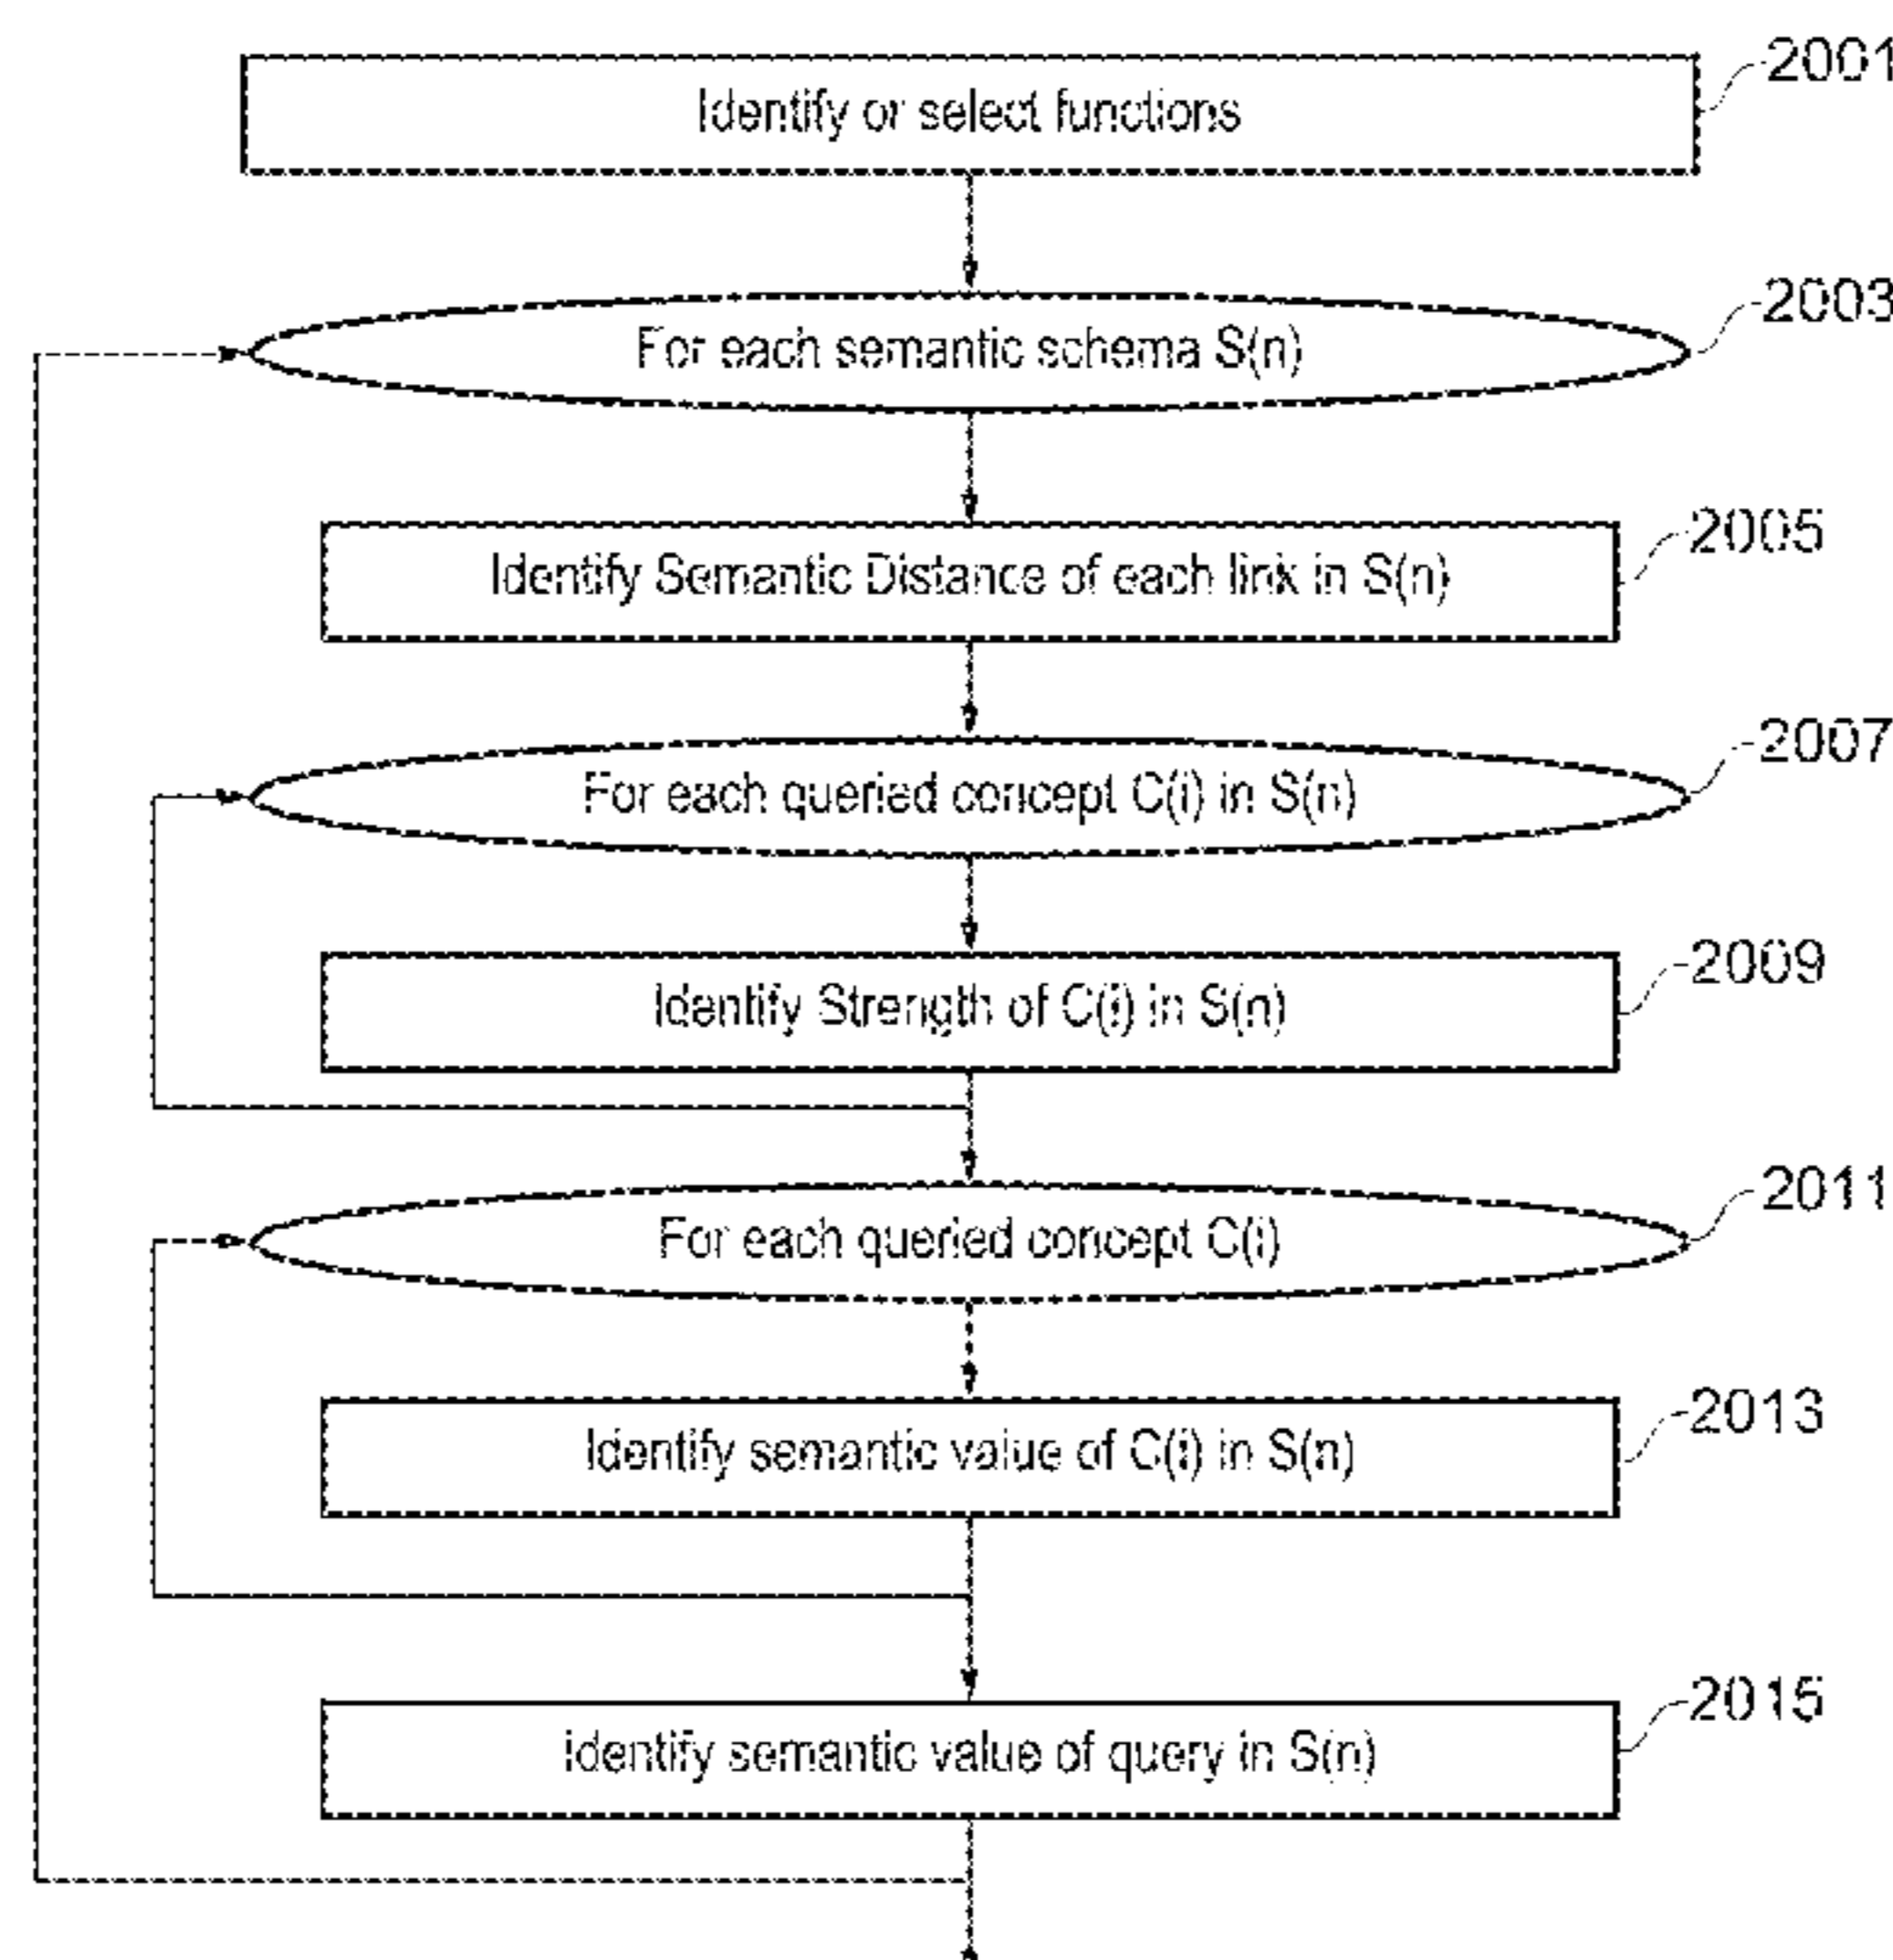 2001
Identify or select functions
2003
For each semantic schema S(n)
2005
Identify Semantic Distance of each link in S(n)
2007
For each queried concept C(i) in S(n)
2009
Identify Strength of C(i) in S(n)
2011
For each queried concept C(i)
2013
Identify semantic value of C(i) in S(n)
2015
identify semantic value of query in S(n)